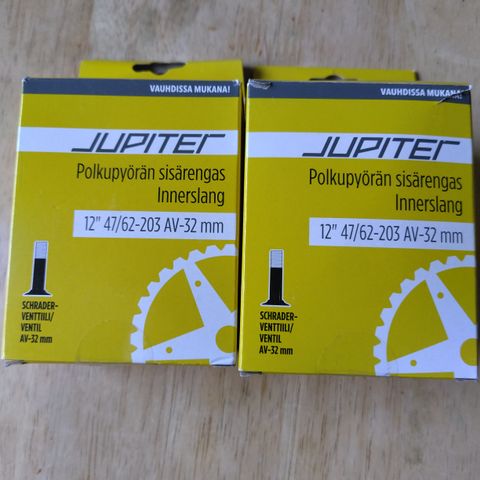 VAUHDISSA MUKANA!
JUPITER
Polkupyörän sisärengas
Innerslang
12" 47/62-203 AV-32 mm
SCHRADER-
VENTTIILI/
VENTIL
AV-32 mm
VAUHDISSA MUKANA!
JUPITER
Polkupyörän sisärengas
Innerslang
12" 47/62-203 AV-32 mm
SCHRADER-
VENTTIILI/
VENTIL
AV-32 mm